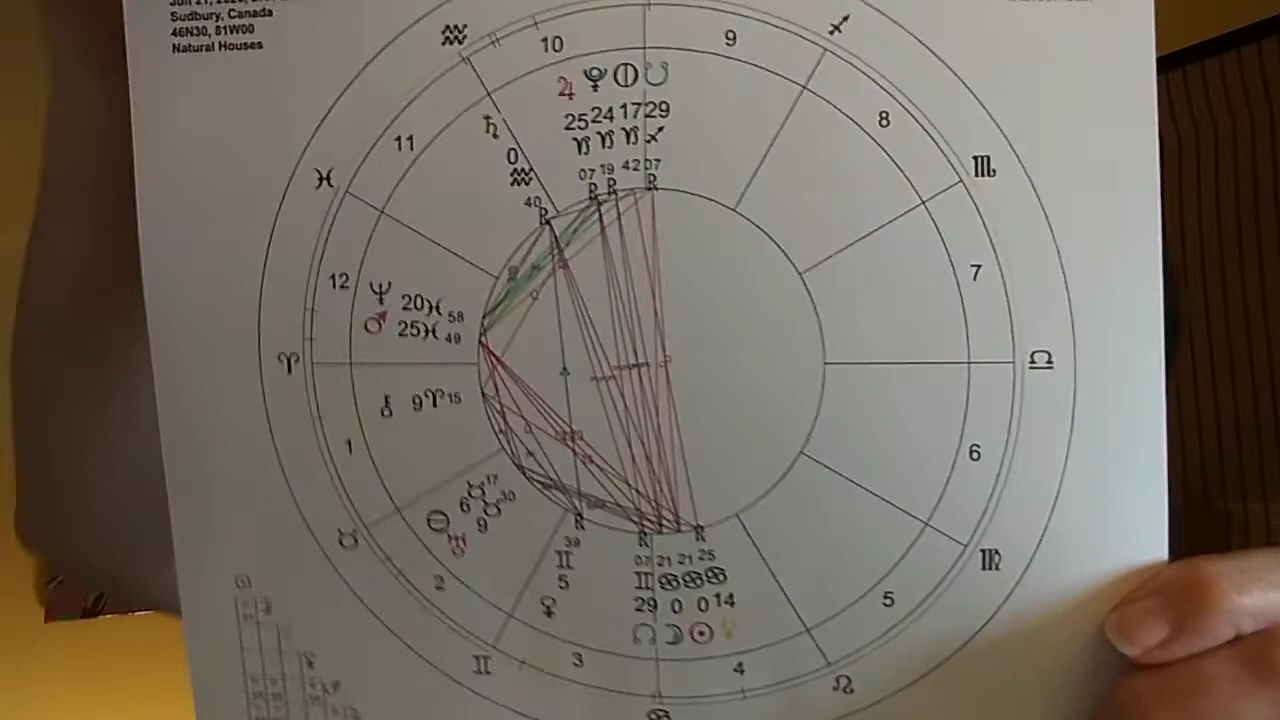 Sudbury, Canada
46N30, 81W00
Natural Houses
♒ 10 9 ♐
♃ ♇ ☋
25 24 17 29
♑ ♑ ♑ ♐
07 19 42 07
R R R
11 ♄ 0 ♒ 40 R
8
♓ ♏
12 7
♆ 20 ♓ 58
♂ 25 ♓ 49
♈ ♎
⚷ 9 ♈ 15
1 6
6 ♉ 17
9 ♉ 30
♉ ♍
2 5
R R R
39 07 21 21 25
♊ ♊ ♋ ♋ ♋
5 29 0 0 14
♀ ☊ ☽ ☉ ☿
3 4
♊ ♋ ♌